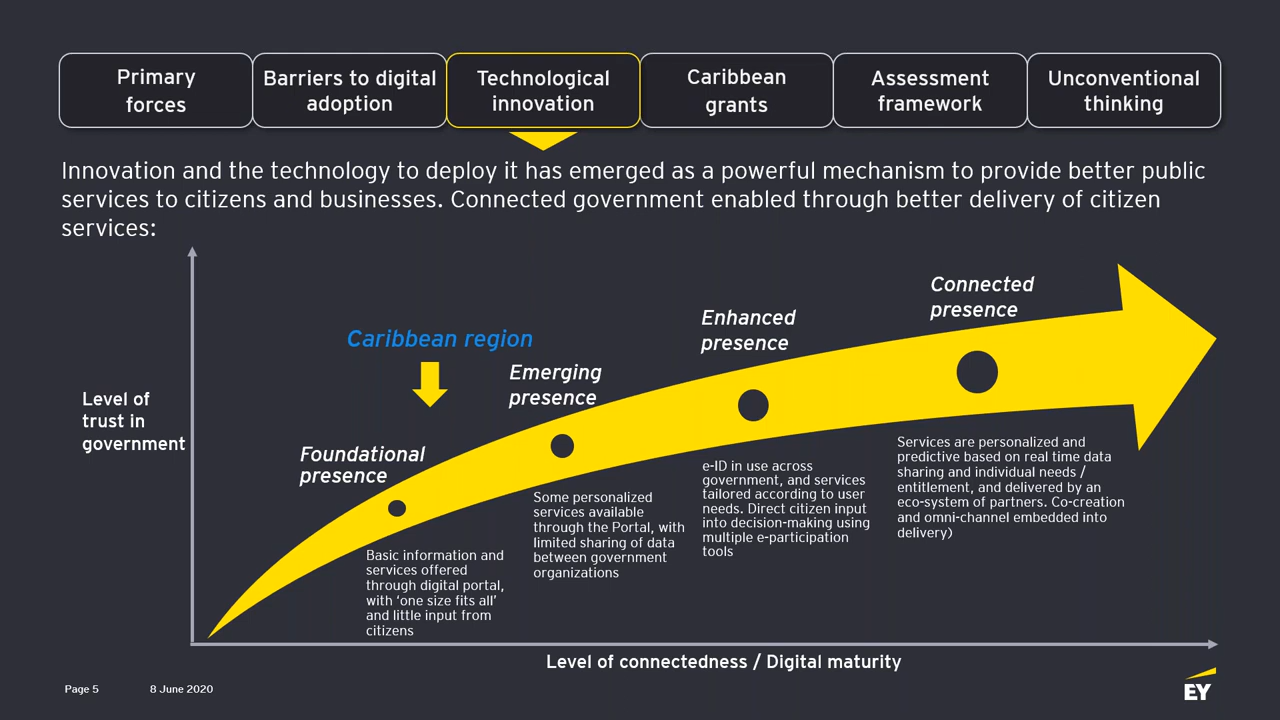 Primary
forces
Barriers to digital
adoption
Technological
innovation
Caribbean
grants
Assessment
framework
Unconventional
thinking
Innovation and the technology to deploy it has emerged as a powerful mechanism to provide better public
services to citizens and businesses. Connected government enabled through better delivery of citizen
services:
Level of
trust in
government
Caribbean region
Foundational
presence
Basic information and
services offered
through digital portal,
with ‘one size fits all’
and little input from
citizens
Emerging
presence
Some personalized
services available
through the Portal, with
limited sharing of data
between government
organizations
Enhanced
presence
e-ID in use across
government, and services
tailored according to user
needs. Direct citizen input
into decision-making using
multiple e-participation
tools
Connected
presence
Services are personalized and
predictive based on real time data
sharing and individual needs /
entitlement, and delivered by an
eco-system of partners. Co-creation
and omni-channel embedded into
delivery)
Level of connectedness / Digital maturity
Page 5
8 June 2020
EY